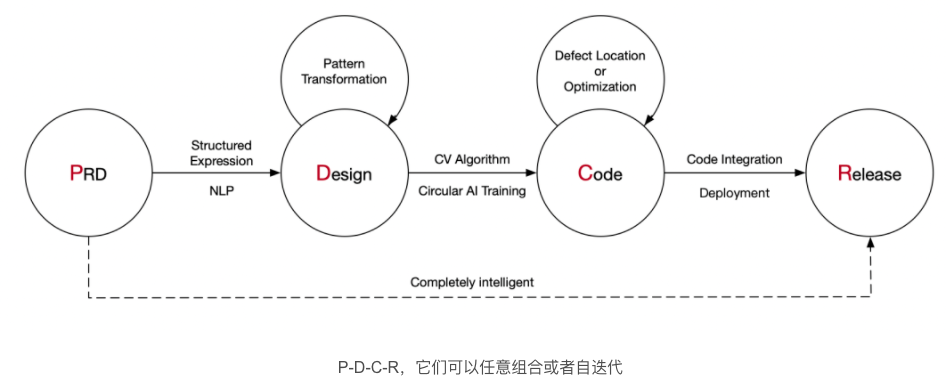 Pattern
Transformation
Defect Location
or
Optimization
PRD
Structured
Expression
NLP
Design
CV Algorithm
Circular AI Training
Code
Code Integration
Deployment
Release
Completely intelligent
P-D-C-R，它们可以任意组合或者自迭代